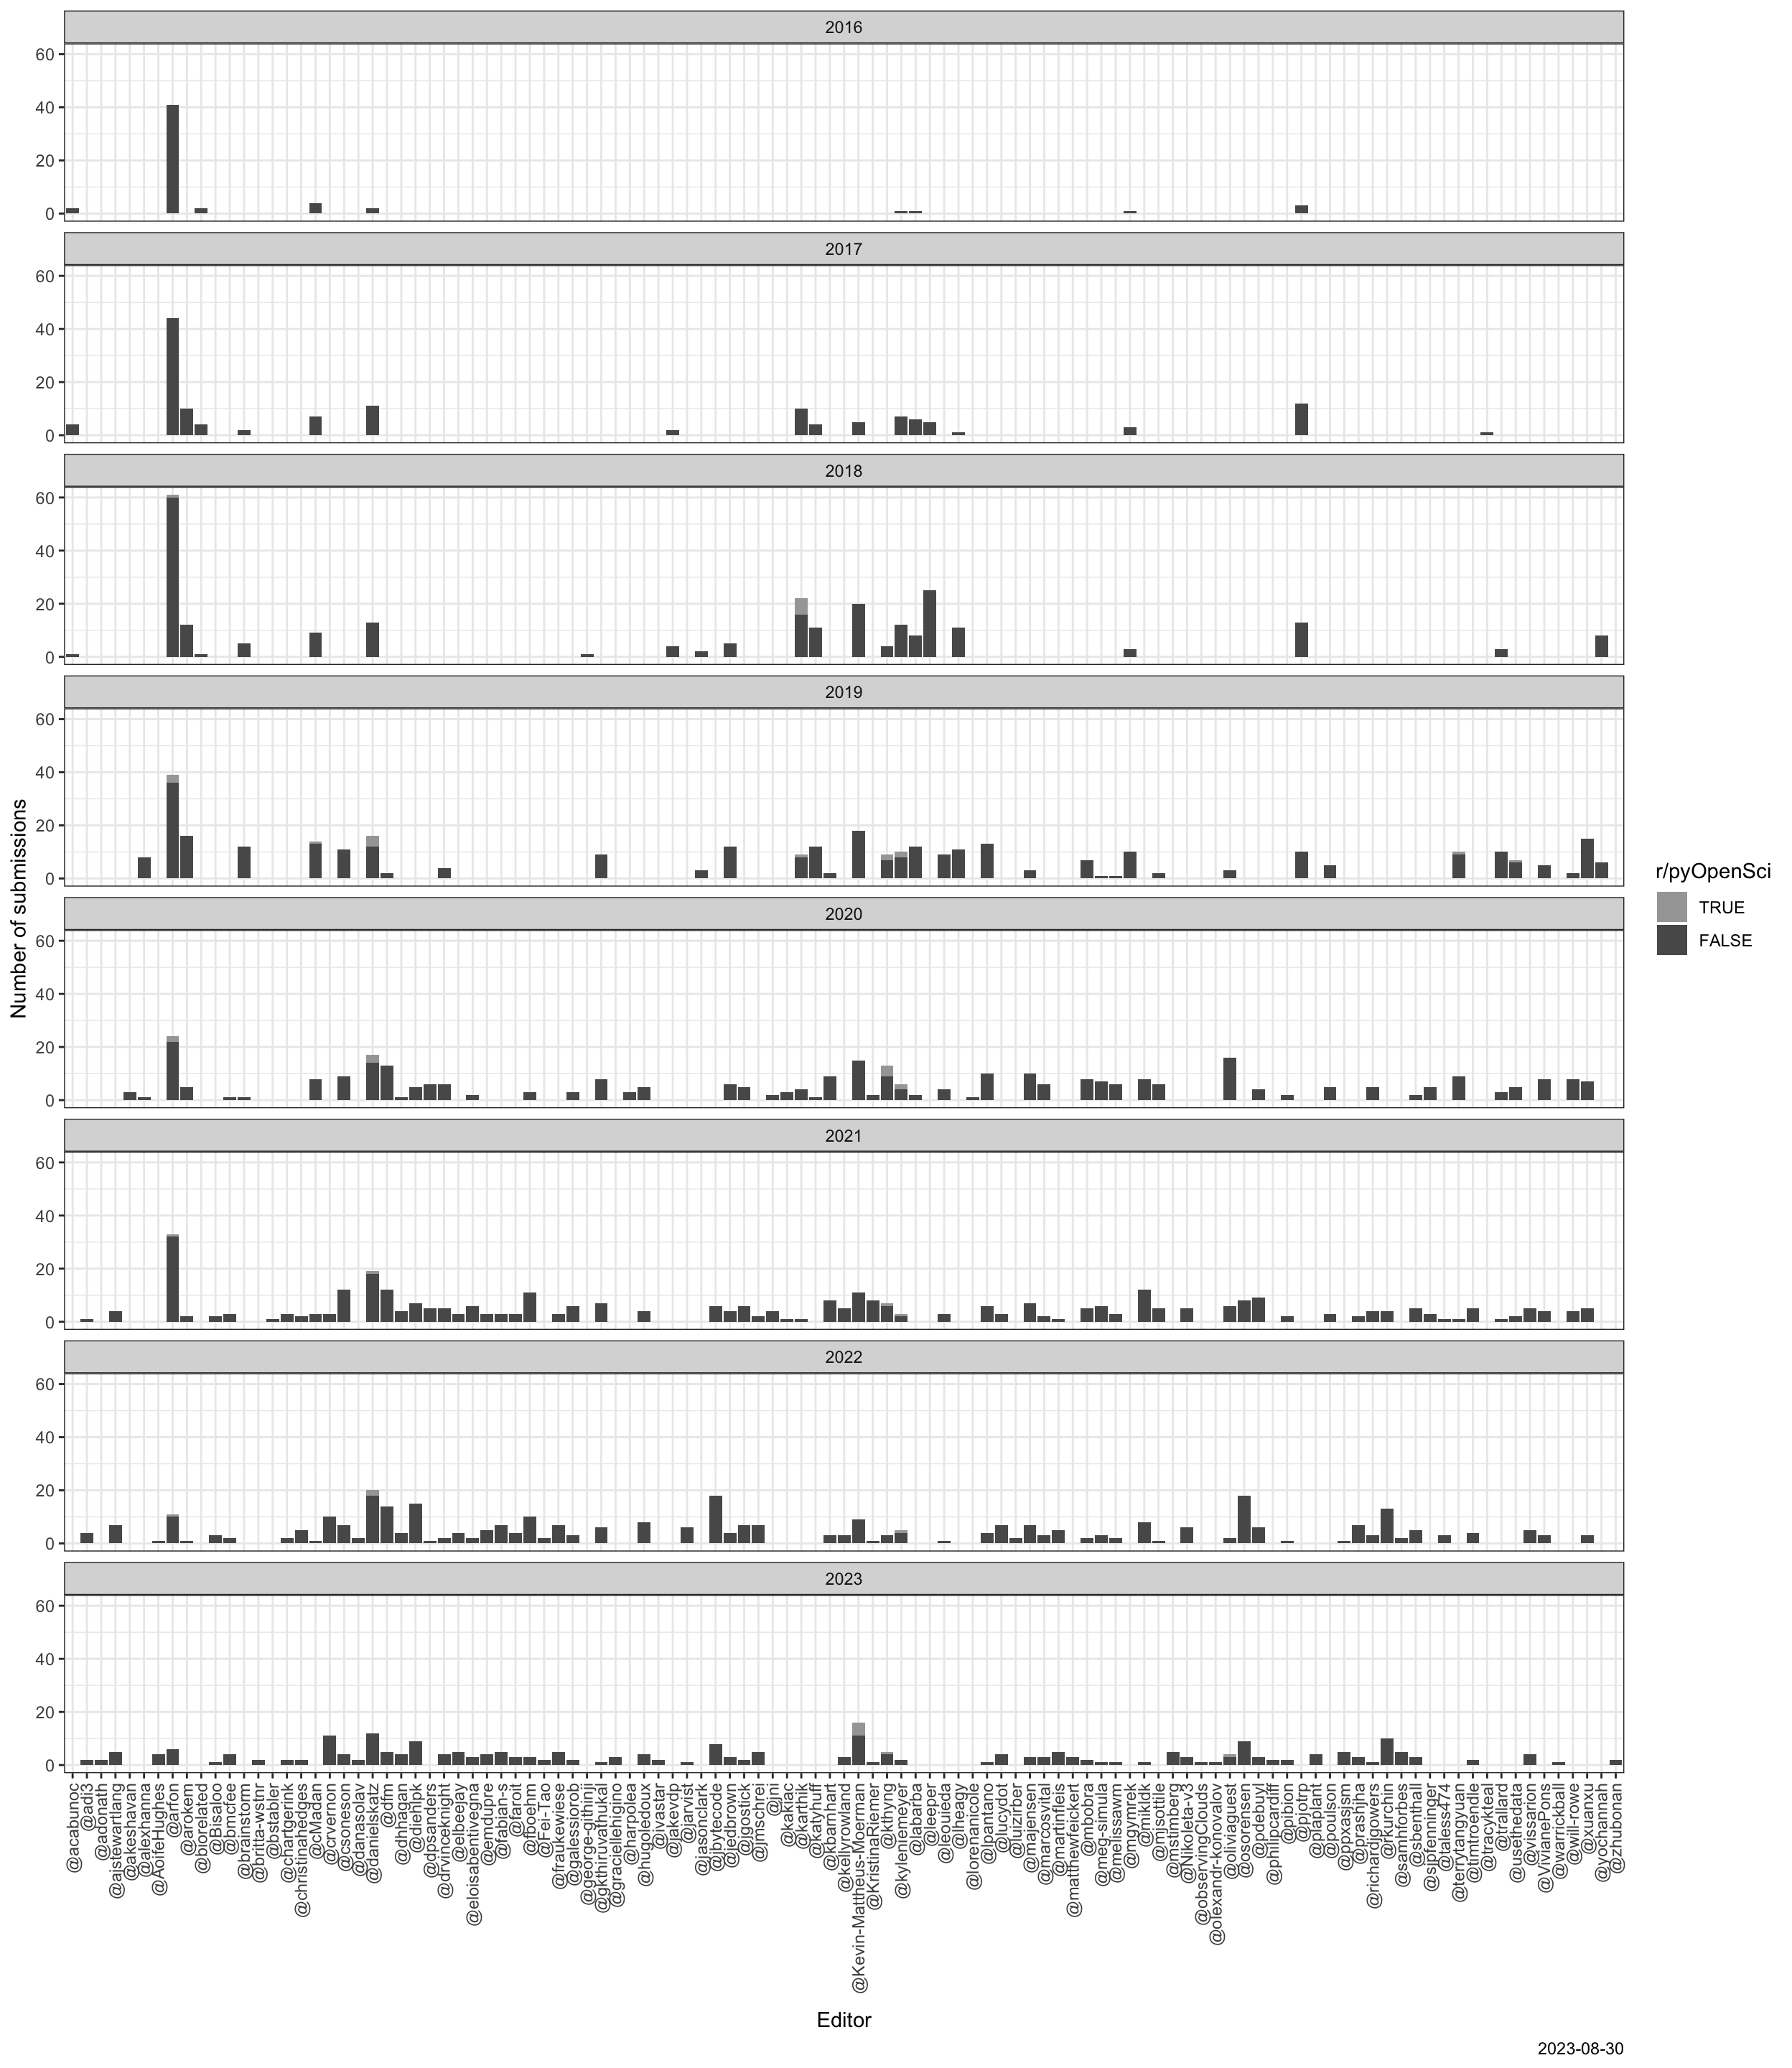 2016
60
40
20
0
2017
60
40
20
0
2018
60
40
20
0
2019
60
40
20
0
2020
60
40
20
0
2021
60
40
20
0
2022
60
40
20
0
2023
60
40
20
0
Number of submissions
r/pyOpenSci
TRUE
FALSE
@acabunoc
@adi3
@adonath
@ajstewartlang
@akeshavan
@alexhanna
@AoifeHughes
@arfon
@arokem
@biorelated
@Bisaloo
@bmcfee
@brainstorm
@britta-wstnr
@bstabler
@chartgerink
@christinahedges
@cMadan
@crvernon
@csoneson
@danasolav
@danielskatz
@dfm
@dhhagan
@diehlpk
@dpsanders
@drvinceknight
@elbeejay
@eloisabentivegna
@emdupre
@fabian-s
@faroit
@fboehm
@Fei-Tao
@fraukewiese
@galessiorob
@george-githinji
@gkthiruvathukal
@graciellehigino
@harpolea
@hugoledoux
@ivastar
@jakevdp
@jarvist
@jasonclark
@jbytecode
@jedbrown
@jgostick
@jmschrei
@jni
@kakiac
@karthik
@katyhuff
@kbarnhart
@kellyrowland
@Kevin-Mattheus-Moerman
@KristinaRiemer
@kthyng
@kyleniemeyer
@labarba
@leeper
@leouieda
@lheagy
@lorenanicole
@lpantano
@lucydot
@luizirber
@majensen
@marcosvital
@martinfleis
@matthewfeickert
@mbobra
@meg-simula
@melissawm
@mgymrek
@mikldk
@mjsottile
@mstimberg
@Nikoleta-v3
@observingClouds
@olexandr-konovalov
@oliviaguest
@osorensen
@pdebuyl
@philipcardiff
@pibion
@pjotrp
@plaplant
@poulson
@ppxasjsm
@prashjha
@richardjgowers
@rkurchin
@samhforbes
@sbenthall
@sjpfenninger
@taless474
@terrytangyuan
@timtroendle
@tracykteal
@trallard
@usethedata
@vissarion
@VivianePons
@warrickball
@will-rowe
@xuanxu
@yochannah
@zhubonan
Editor
2023-08-30